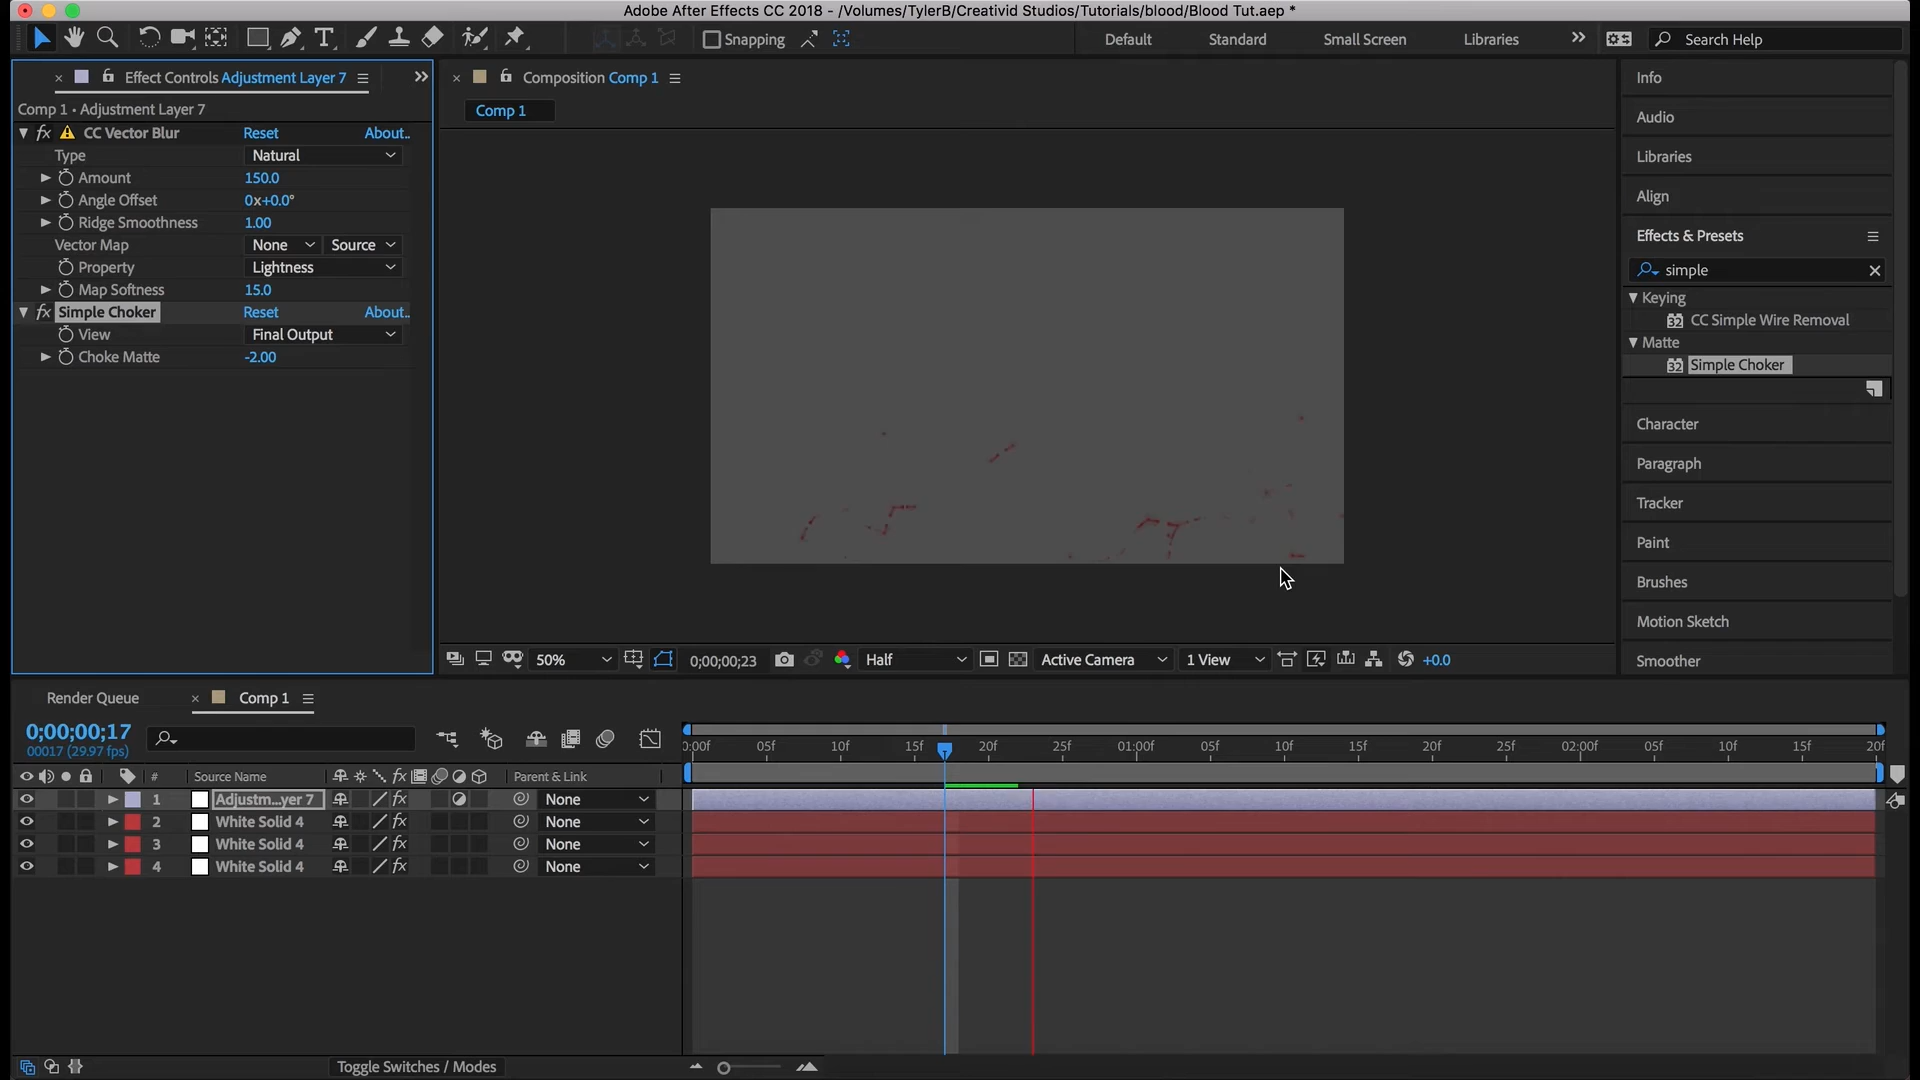 Adobe After Effects CC 2018 - /Volumes/TylerB/Creativid Studios/Tutorials/blood/Blood Tut.aep *
Snapping
Default
Standard
Small Screen
Libraries
Search Help
Effect Controls Adjustment Layer 7
Comp 1 • Adjustment Layer 7
fx CC Vector Blur Reset About..
Type Natural
Amount 150.0
Angle Offset 0x+0.0°
Ridge Smoothness 1.00
Vector Map None Source
Property Lightness
Map Softness 15.0
fx Simple Choker Reset About..
View Final Output
Choke Matte -2.00
Composition Comp 1
Comp 1
50%
0;00;00;23
Half
Active Camera
1 View
+0.0
Info
Audio
Libraries
Align
Effects & Presets
simple
Keying
32 CC Simple Wire Removal
Matte
32 Simple Choker
Character
Paragraph
Tracker
Paint
Brushes
Motion Sketch
Smoother
Render Queue
Comp 1
0;00;00;17
00017 (29.97 fps)
0:00f 05f 10f 15f 20f 25f 01:00f 05f 10f 15f 20f 25f 02:00f 05f 10f 15f 20f
# Source Name fx Parent & Link
1 Adjustm...yer 7 fx None
2 White Solid 4 fx None
3 White Solid 4 fx None
4 White Solid 4 fx None
Toggle Switches / Modes